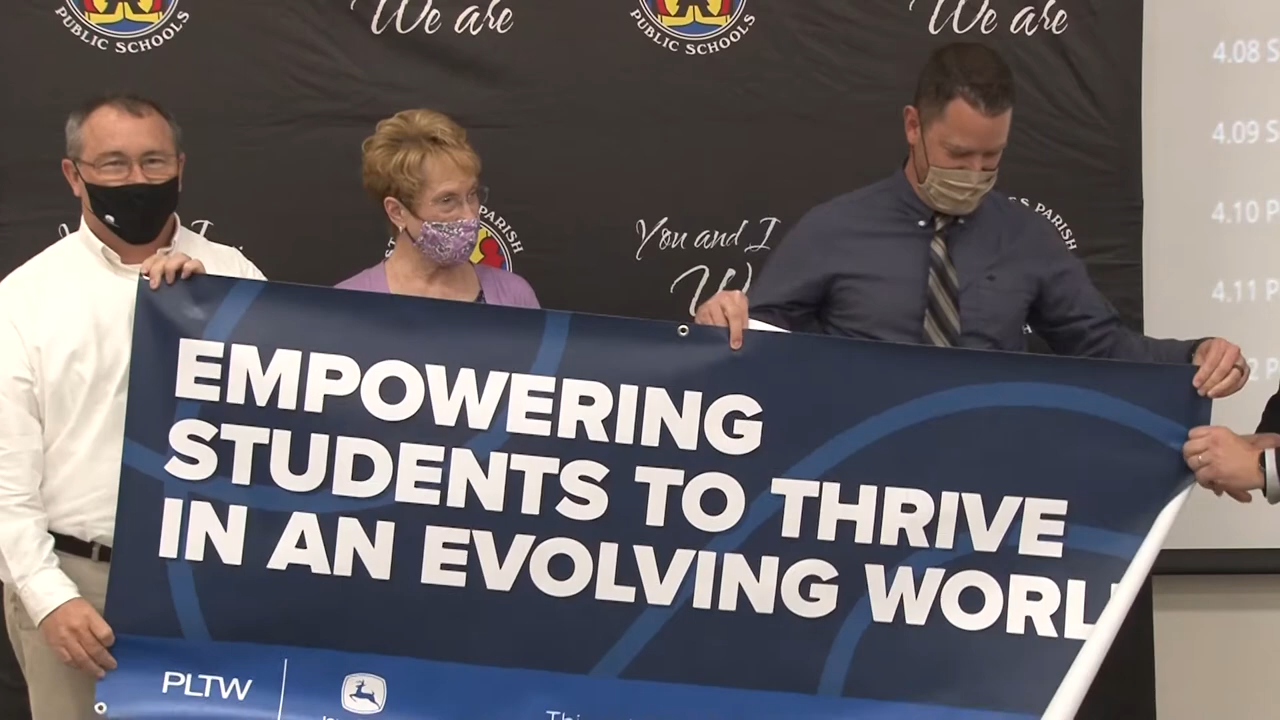 PUBLIC SCHOOLS
We are
PUBLIC SCHOOLS
We are
4.08 S
4.09 S
4.10 P
4.11 P
2 P
PARISH
You and I
PARISH
EMPOWERING
STUDENTS TO THRIVE
IN AN EVOLVING WORL
PLTW